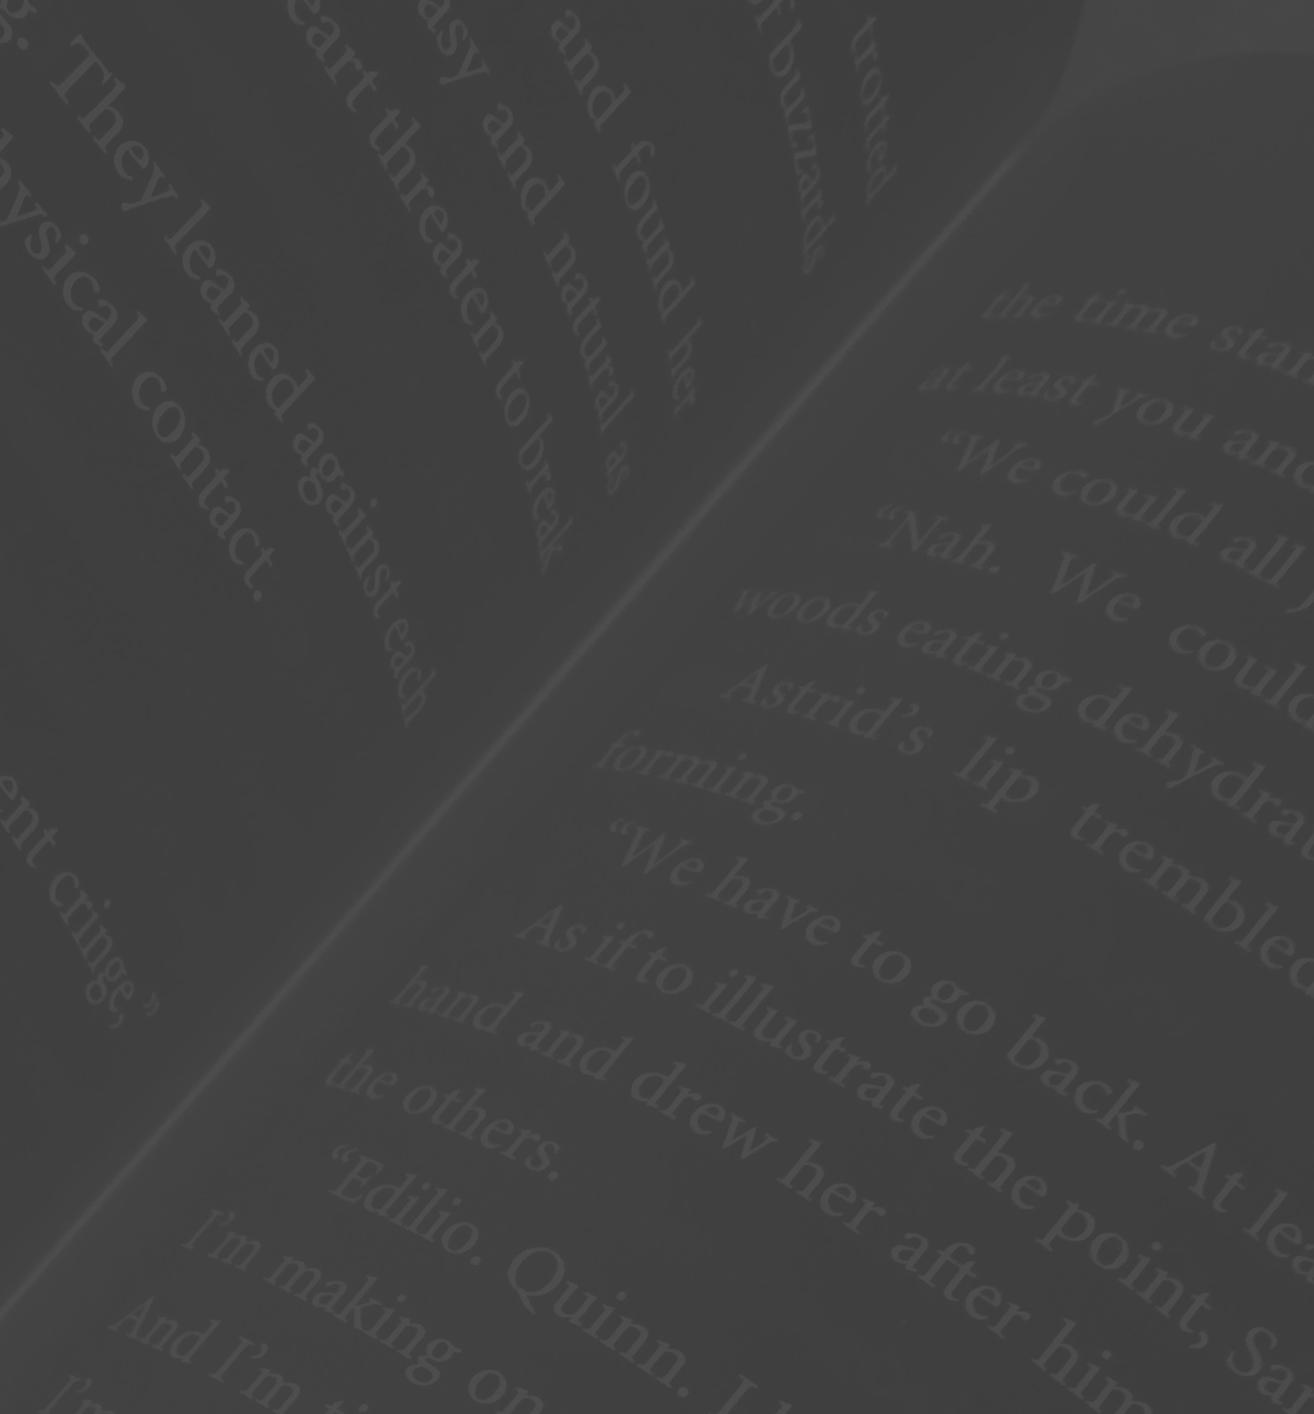 trotted
f buzzards
and found her
asy and natural as
eart threaten to break
g. They leaned against each
hysical contact.
ent cringe,”
the time star
at least you and
“We could all
“Nah. We could
woods eating dehydra
Astrid’s lip trembled
forming.
“We have to go back. At lea
As if to illustrate the point, Sa
hand and drew her after him
the others.
“Edilio. Quinn. I
I’m making on
And I’m ti
I’m